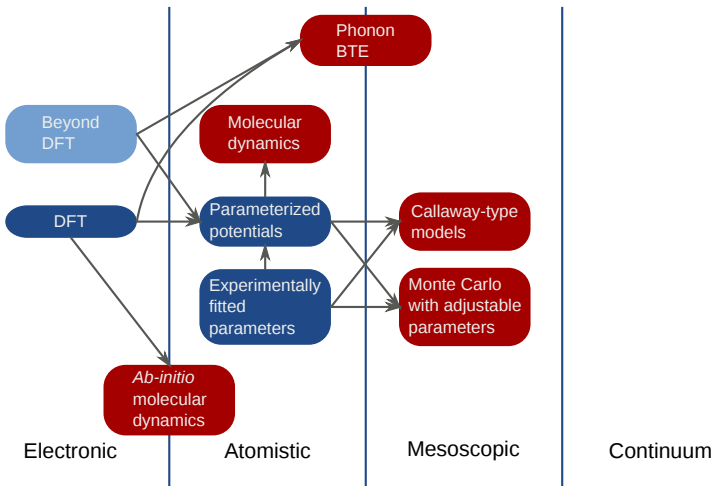 Phonon
BTE
Beyond
DFT
Molecular
dynamics
DFT
Parameterized
potentials
Callaway-type
models
Experimentally
fitted
parameters
Monte Carlo
with adjustable
parameters
Ab-initio
molecular
dynamics
Electronic
Atomistic
Mesoscopic
Continuum